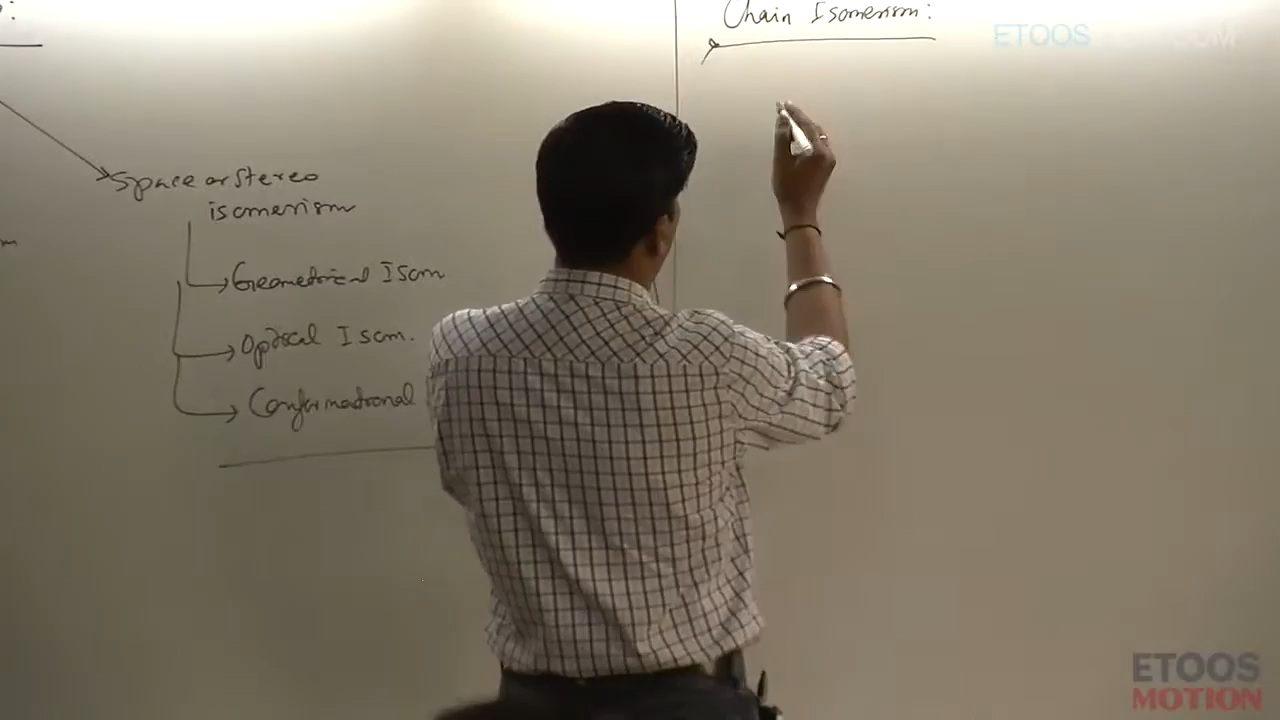 Space or Stereo
isomerism
Geometrical Isom
Optical Isom.
Conformational
Chain Isomerism:
ETOOS
ETOOS
MOTION